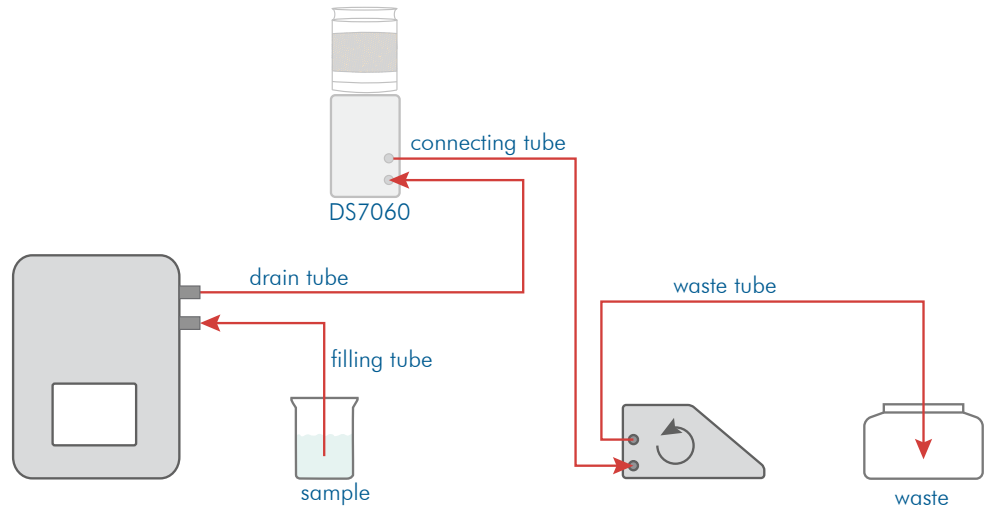 connecting tube
DS7060
drain tube
waste tube
filling tube
sample
waste